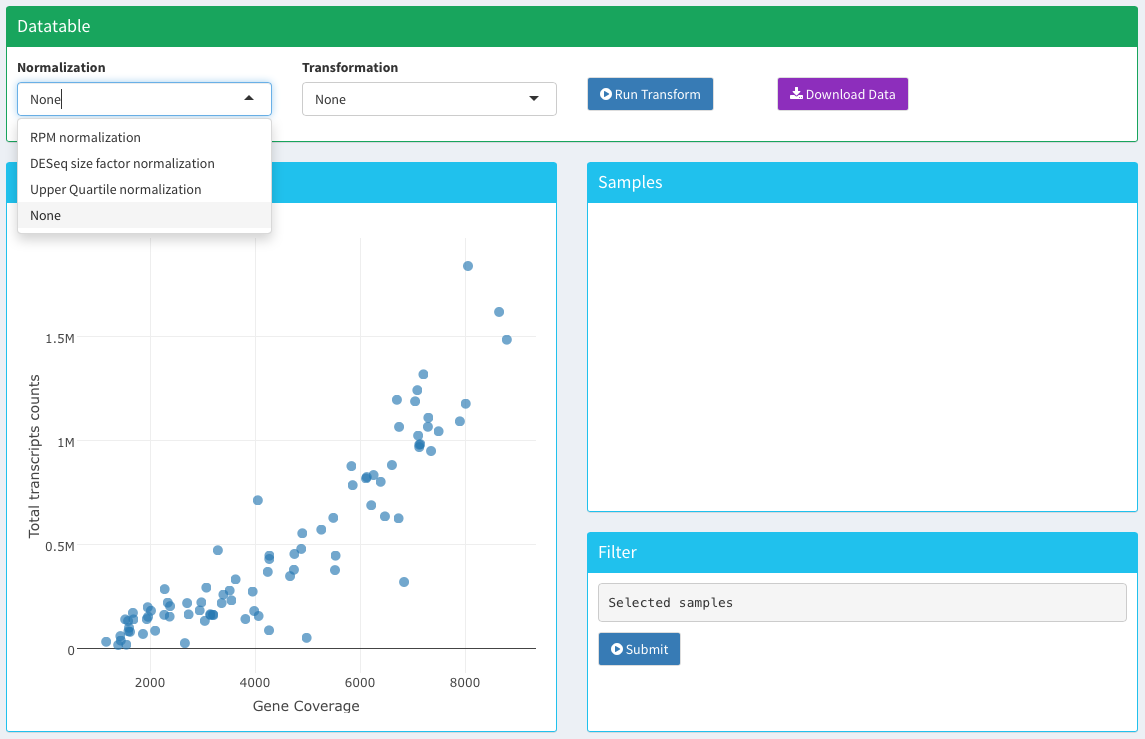 Datatable
Normalization
Transformation
None
None
Run Transform
Download Data
RPM normalization
DESeq size factor normalization
Upper Quartile normalization
None
Samples
Total transcripts counts
1.5M
1M
0.5M
0
2000 4000 6000 8000
Gene Coverage
Filter
Selected samples
Submit